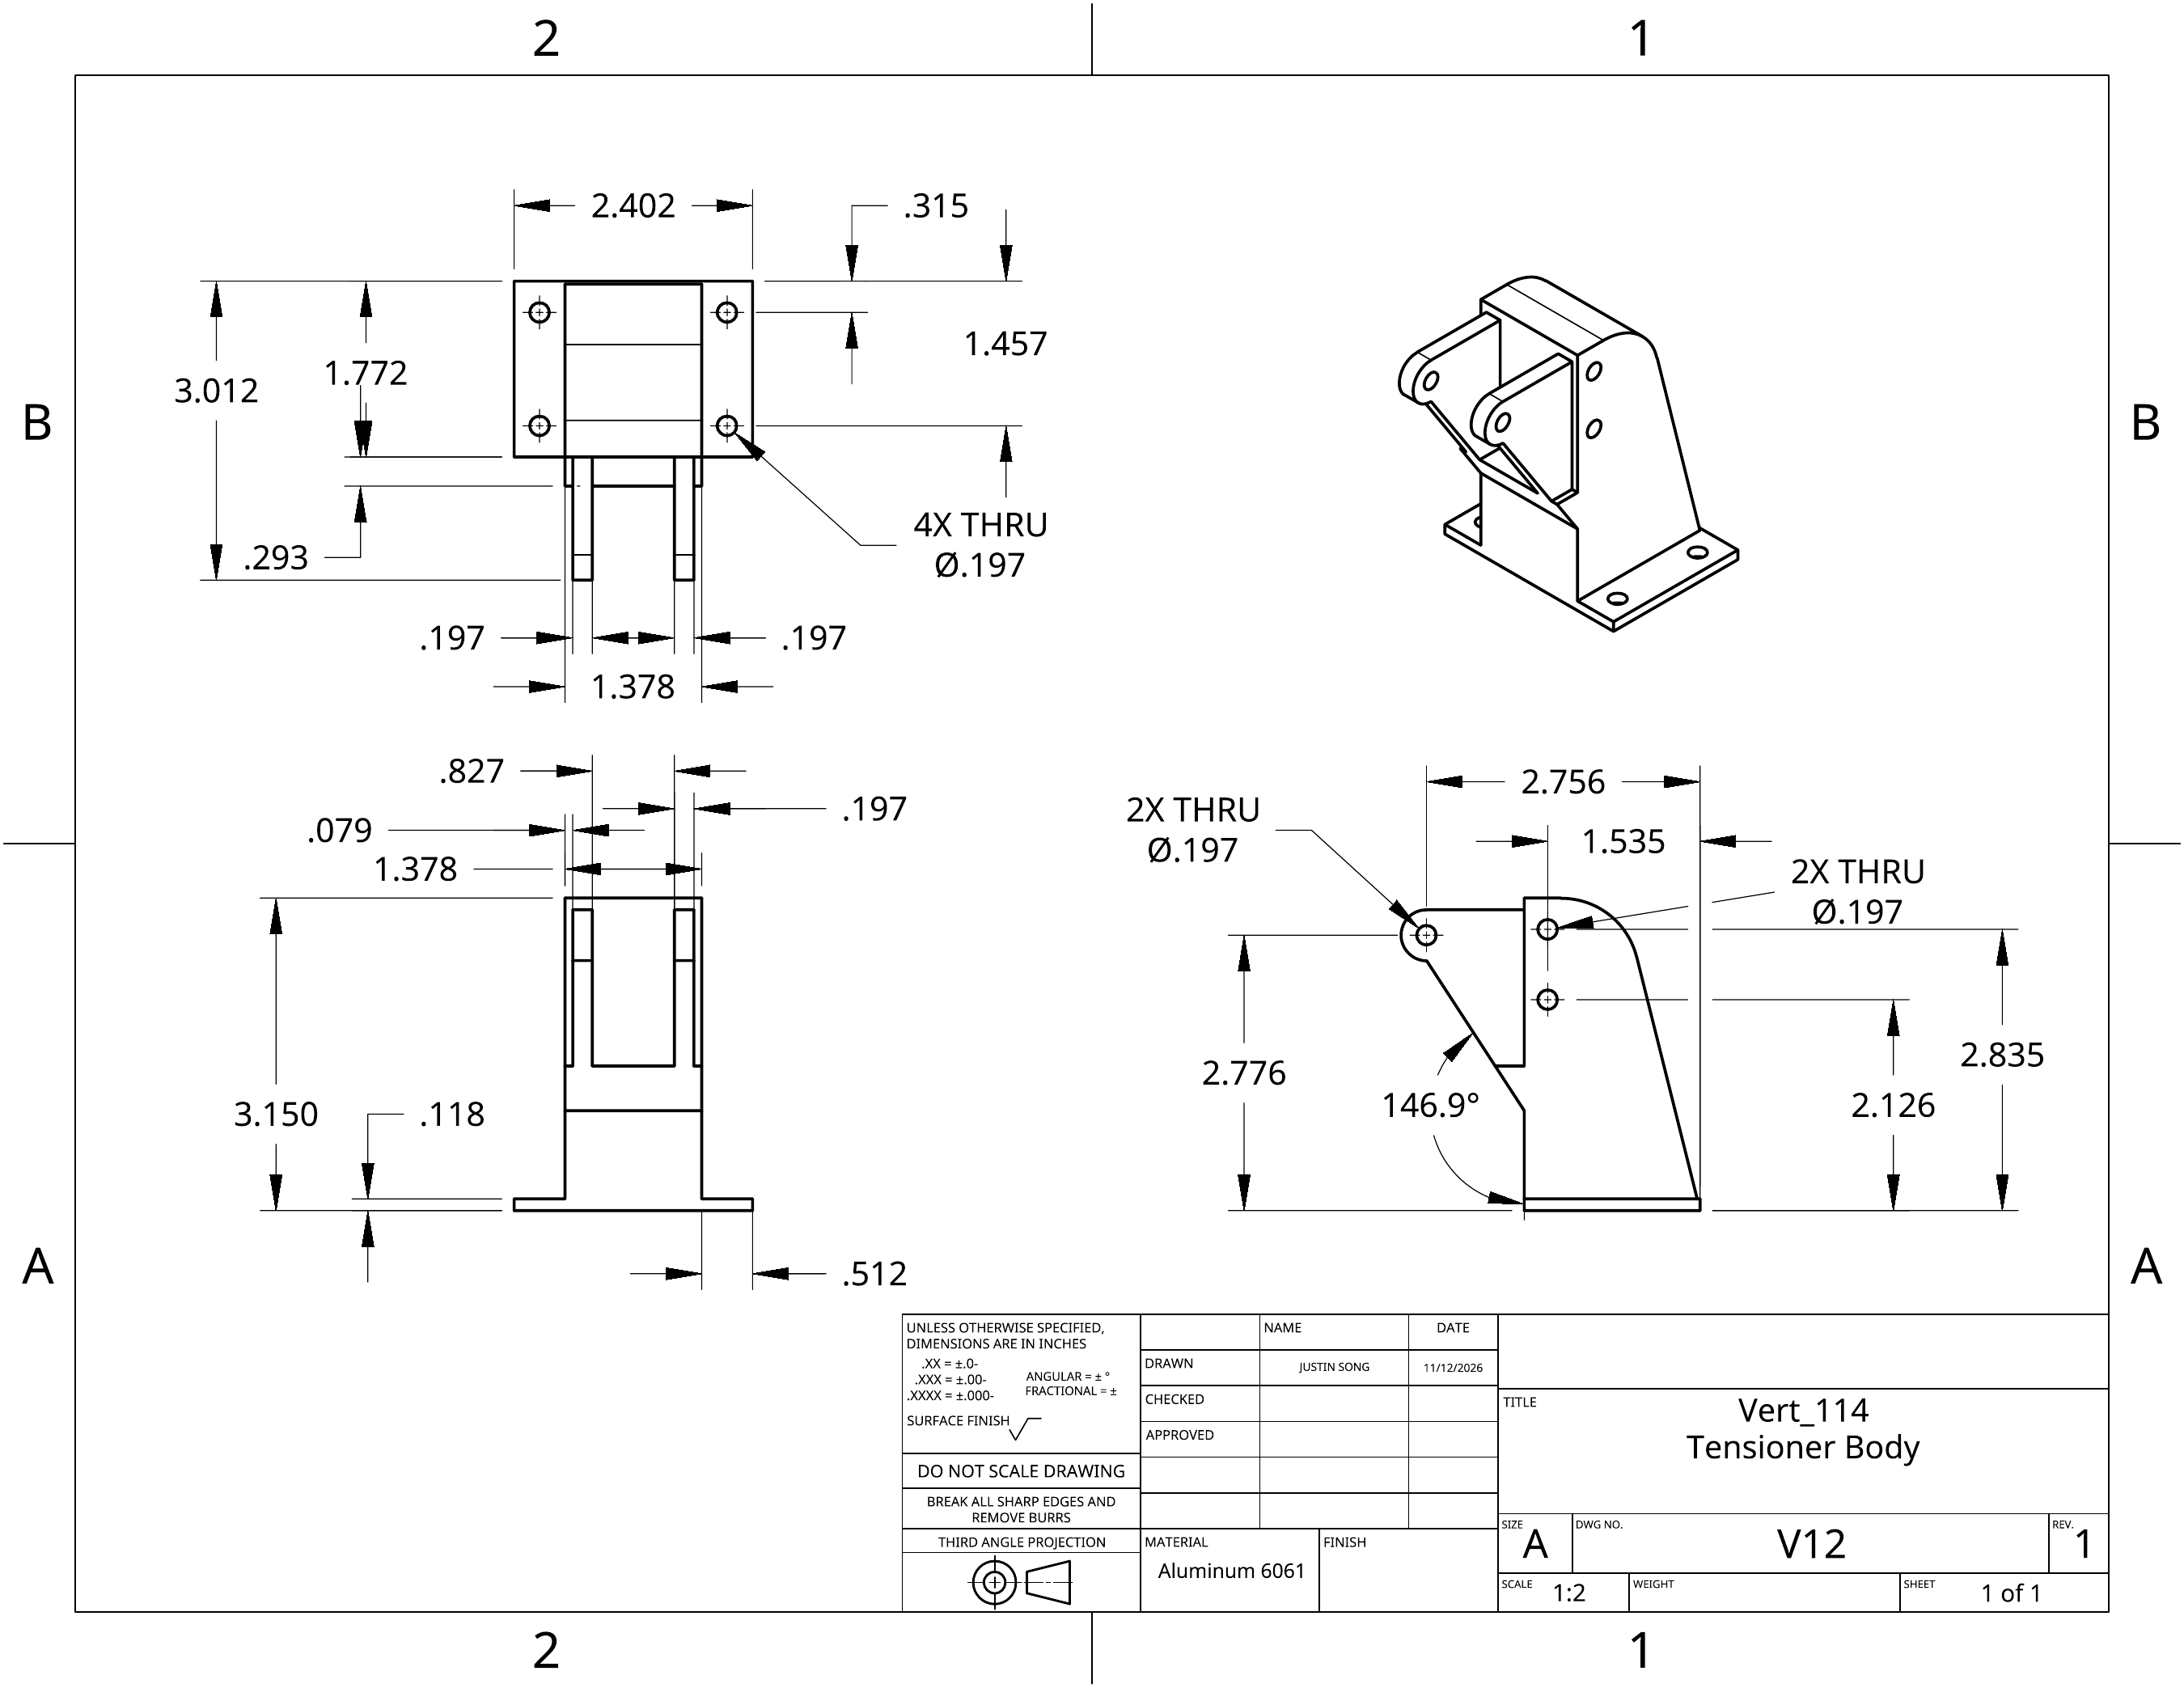 2
1
B
B
A
A
2
1
2.402
.315
1.457
3.012
1.772
.293
4X THRU
Ø.197
.197
.197
1.378
.827
.197
.079
1.378
3.150
.118
.512
2.756
1.535
2X THRU
Ø.197
2X THRU
Ø.197
2.776
146.9°
2.835
2.126
UNLESS OTHERWISE SPECIFIED,
DIMENSIONS ARE IN INCHES
.XX = ±.0-
.XXX = ±.00-
.XXXX = ±.000-
ANGULAR = ± °
FRACTIONAL = ±
SURFACE FINISH
DO NOT SCALE DRAWING
BREAK ALL SHARP EDGES AND
REMOVE BURRS
THIRD ANGLE PROJECTION
NAME
DATE
DRAWN
JUSTIN SONG
11/12/2026
CHECKED
APPROVED
MATERIAL
Aluminum 6061
FINISH
TITLE
Vert_114
Tensioner Body
SIZE
A
DWG NO.
V12
REV.
1
SCALE
1:2
WEIGHT
SHEET
1 of 1